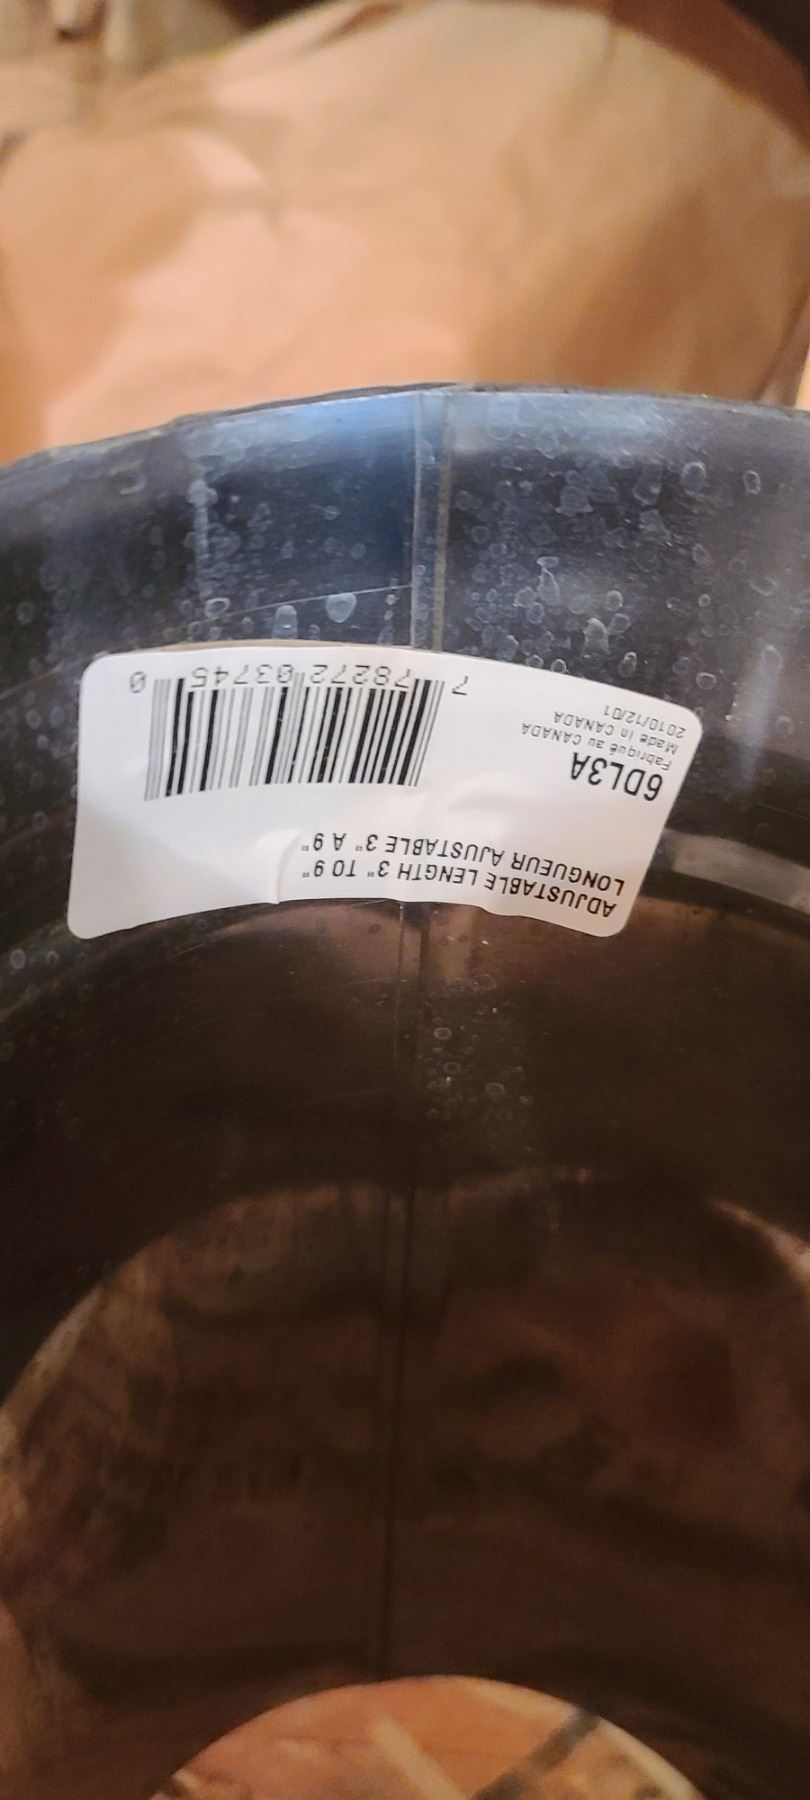 ADJUSTABLE LENGTH 3" TO 9"
LONGUEUR AJUSTABLE 3" A 9"
6DL3A
Fabriqué au CANADA
Made in CANADA
2010/12/01
7 78272 03745 0